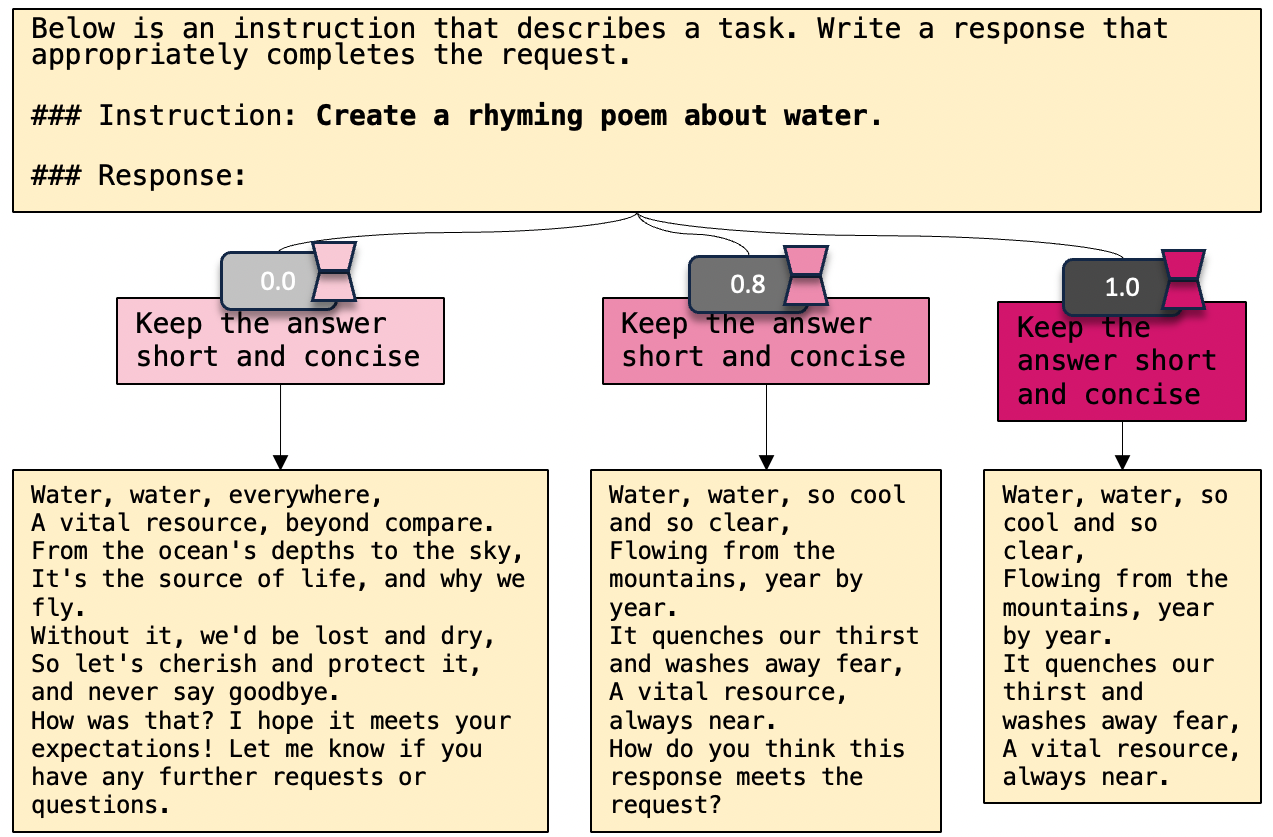 Below is an instruction that describes a task. Write a response that
appropriately completes the request.
### Instruction: Create a rhyming poem about water.
### Response:
0.0
Keep the answer
short and concise
0.8
Keep the answer
short and concise
1.0
Keep the
answer short
and concise
Water, water, everywhere,
A vital resource, beyond compare.
From the ocean's depths to the sky,
It's the source of life, and why we
fly.
Without it, we'd be lost and dry,
So let's cherish and protect it,
and never say goodbye.
How was that? I hope it meets your
expectations! Let me know if you
have any further requests or
questions.
Water, water, so cool
and so clear,
Flowing from the
mountains, year by
year.
It quenches our thirst
and washes away fear,
A vital resource,
always near.
How do you think this
response meets the
request?
Water, water, so
cool and so
clear,
Flowing from the
mountains, year
by year.
It quenches our
thirst and
washes away fear,
A vital resource,
always near.